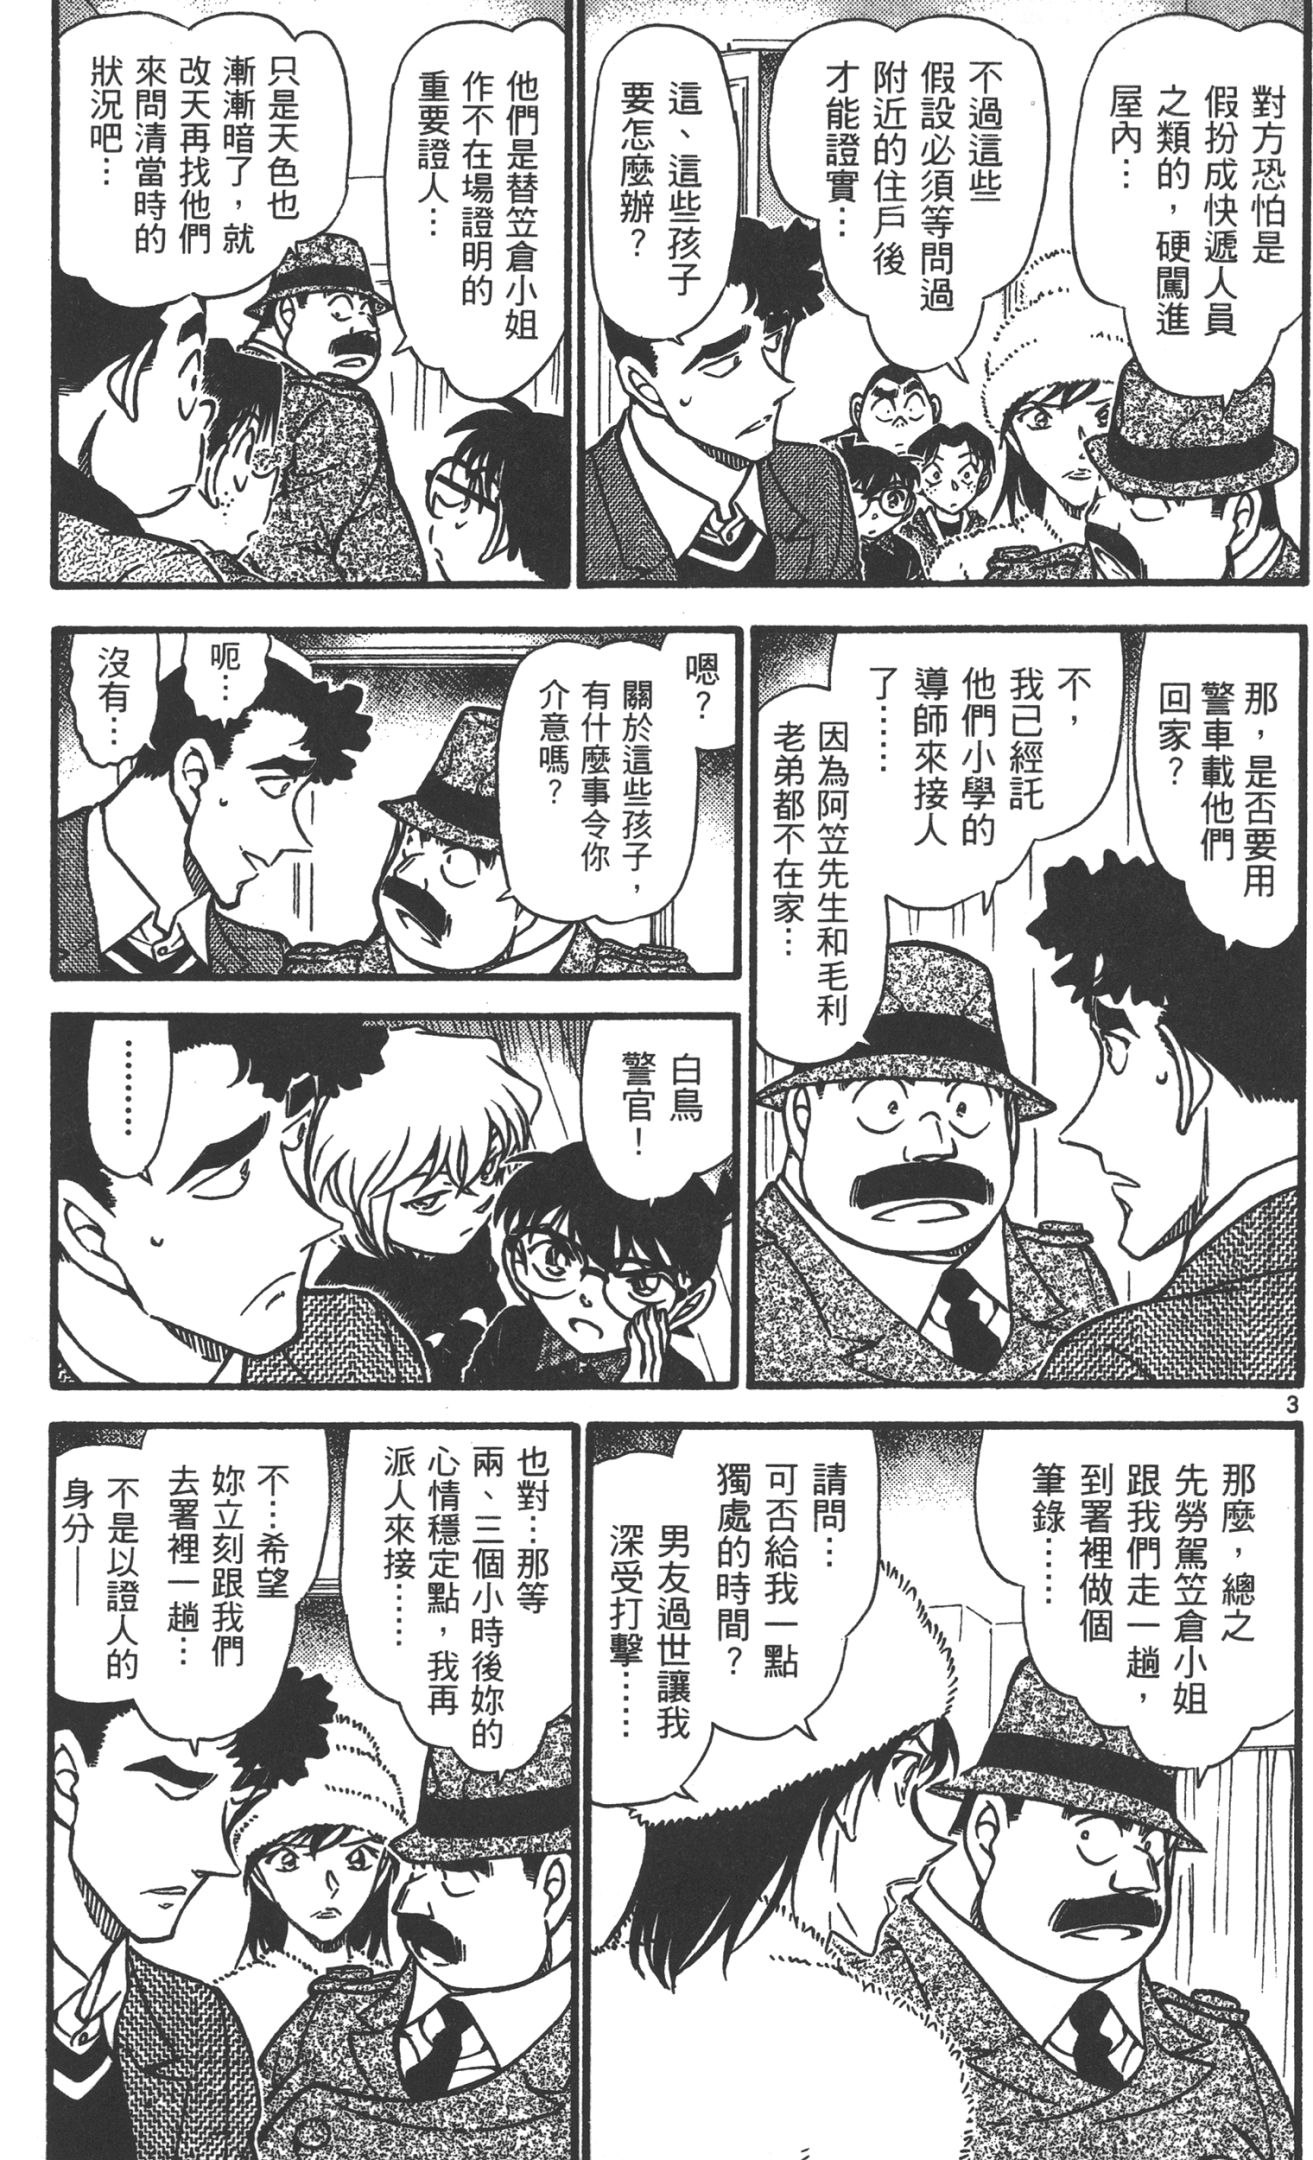 對方恐怕是
假扮成快遞人員
之類的，硬闖進
屋內…
不過這些
假設必須等問過
附近的住戶後
才能證實…
這、這些孩子
要怎麼辦？
他們是替笠倉小姐
作不在場證明的
重要證人…
只是天色也
漸漸暗了，就
改天再找他們
來問清當時的
狀況吧…
那，是否要用
警車載他們
回家？
不，
我已經託
他們小學的
導師來接人
了……
因為阿笠先生和毛利
老弟都不在家…
嗯？
關於這些孩子，
有什麼事令你
介意嗎？
呃…
沒有…
白鳥
警官！
………
3
那麼，總之
先勞駕笠倉小姐
跟我們走一趟，
到署裡做個
筆錄……
請問…
可否給我一點
獨處的時間？
男友過世讓我
深受打擊……
也對…那等
兩、三個小時後妳的
心情穩定點，我再
派人來接……
不…希望
妳立刻跟我們
去署裡一趟…
不是以證人的
身分——